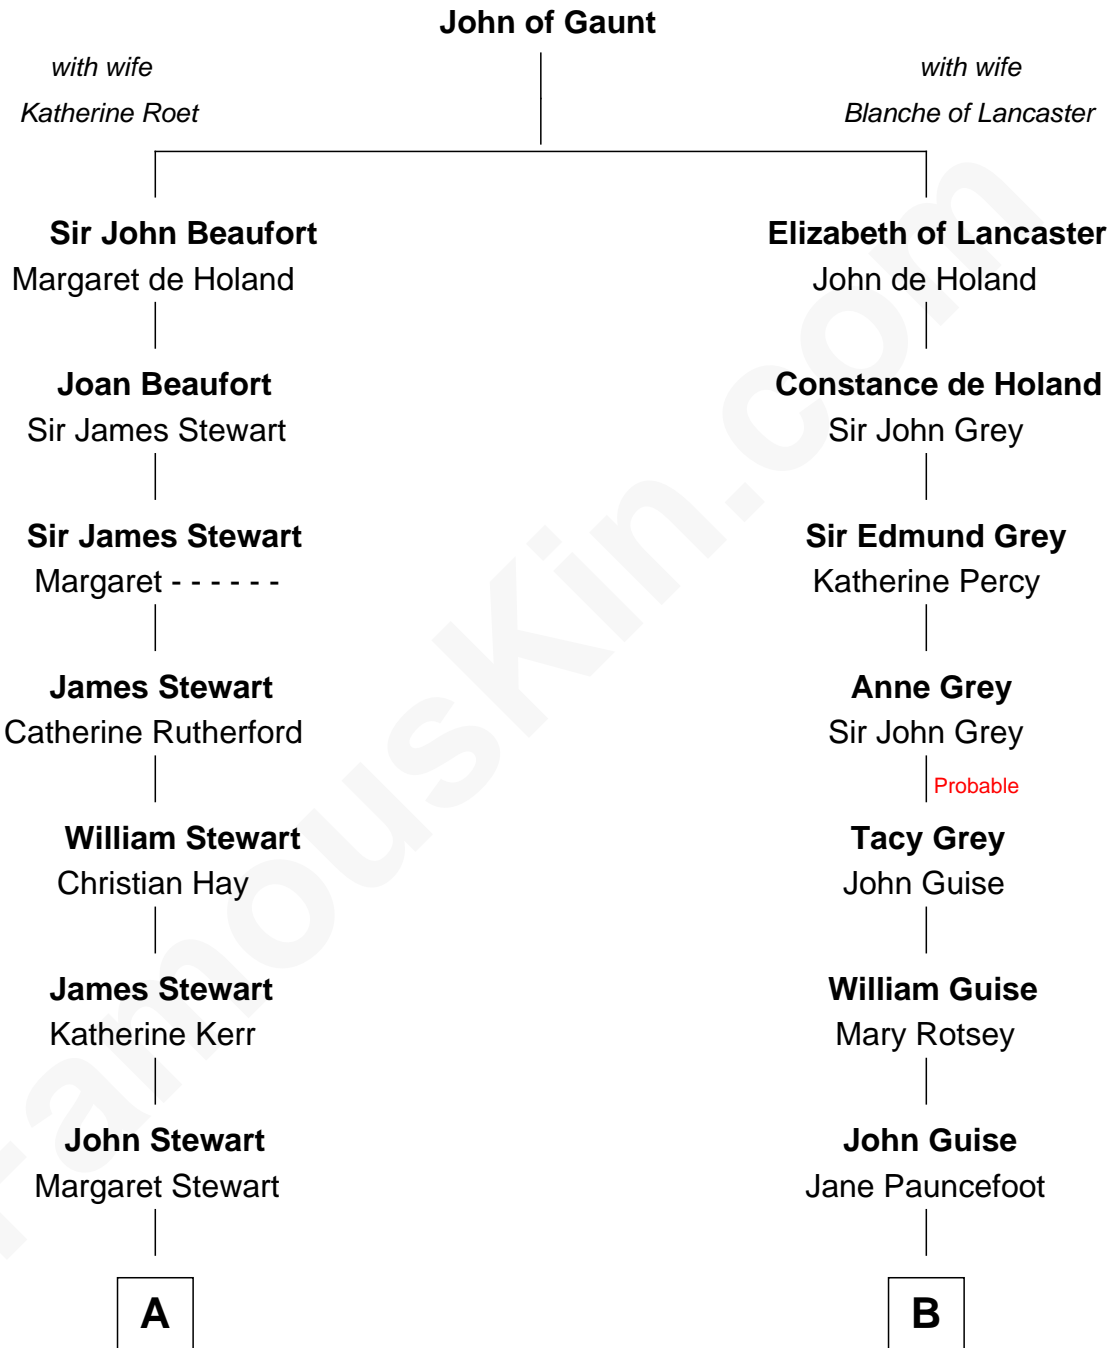 John of Gaunt
with wife
Katherine Roet
with wife
Blanche of Lancaster
Sir John Beaufort
Margaret de Holand
Elizabeth of Lancaster
John de Holand
Joan Beaufort
Sir James Stewart
Constance de Holand
Sir John Grey
Sir James Stewart
Margaret - - - - - -
Sir Edmund Grey
Katherine Percy
James Stewart
Catherine Rutherford
Anne Grey
Sir John Grey
Probable
William Stewart
Christian Hay
Tacy Grey
John Guise
James Stewart
Katherine Kerr
William Guise
Mary Rotsey
John Stewart
Margaret Stewart
John Guise
Jane Pauncefoot
A
B
FamousKin.com